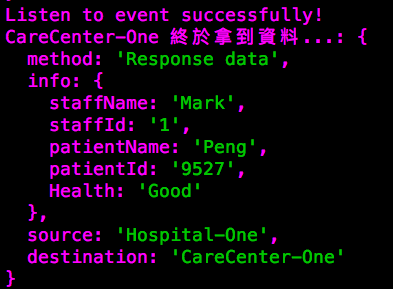 Listen to event successfully!
CareCenter-One 終於拿到資料...: {
  method: 'Response data',
  info: {
    staffName: 'Mark',
    staffId: '1',
    patientName: 'Peng',
    patientId: '9527',
    Health: 'Good'
  },
  source: 'Hospital-One',
  destination: 'CareCenter-One'
}